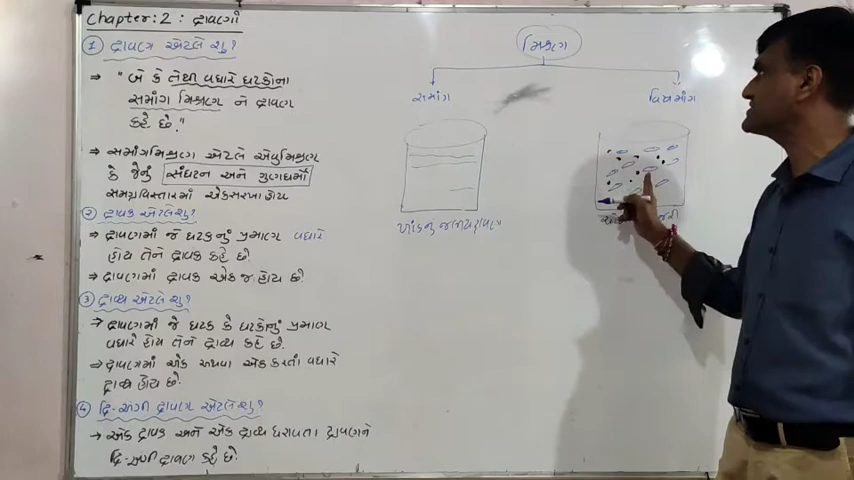 Chapter:2 : દ્રાવણો
① દ્રાવણ એટલે શું?
⇒ "બે કે તેથી વધારે ઘટકોના
સમાંગ મિશ્રણ ને દ્રાવણ
કહે છે."
⇒ સમાંગમિશ્રણ એટલે એવુમિશ્રણ
કે જેનું સંઘટન અને ગુણધર્મો
સમગ્રવિસ્તારમાં એકસરખા હોય
② દ્રાવક એટલે શું?
⇒ દ્રાવણમાં જે ઘટકનું પ્રમાણ વધારે
હોય તેને દ્રાવક કહે છે.
⇒ દ્રાવણમાં દ્રાવક એક જ હોય છે.
③ દ્રાવ્ય એટલે શું?
→ દ્રાવણમાં જે ઘટક કે ઘટકોનું પ્રમાણ
વધારે હોય તેને દ્રાવ્ય કહે છે.
⇒ દ્રાવણમાં એક અથવા એક કરતાં વધારે
દ્રાવ્ય હોય છે.
④ દ્વિ-અંગી દ્રાવણ એટલે શું?
→ એક દ્રાવક અને એક દ્રાવ્ય ધરાવતા દ્રાવણને
દ્વિ-અંગી દ્રાવણ કહે છે.
મિશ્રણ
સમાંગ
વિષમાંગ
ખાંડનું જલીય દ્રાવણ